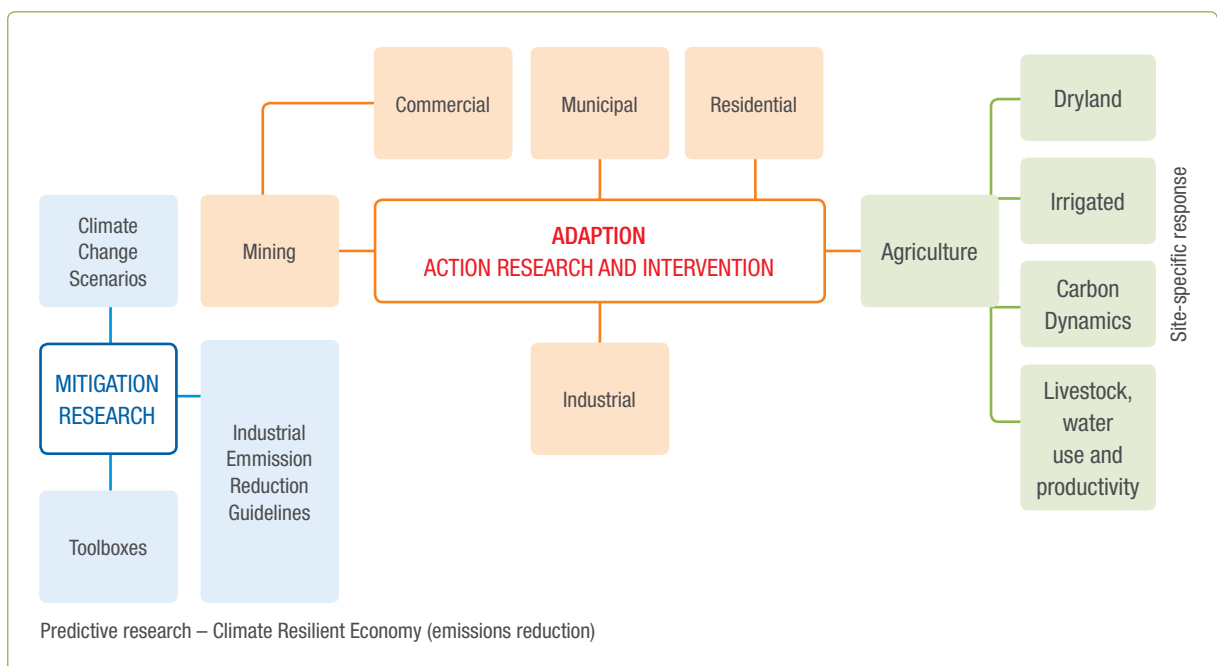 Commercial
Municipal
Residential
Dryland
Climate
Change
Scenarios
Mining
ADAPTION
ACTION RESEARCH AND INTERVENTION
Agriculture
Irrigated
Carbon
Dynamics
Site-specific response
MITIGATION
RESEARCH
Industrial
Emmission
Reduction
Guidelines
Industrial
Livestock,
water
use and
productivity
Toolboxes
Predictive research – Climate Resilient Economy (emissions reduction)